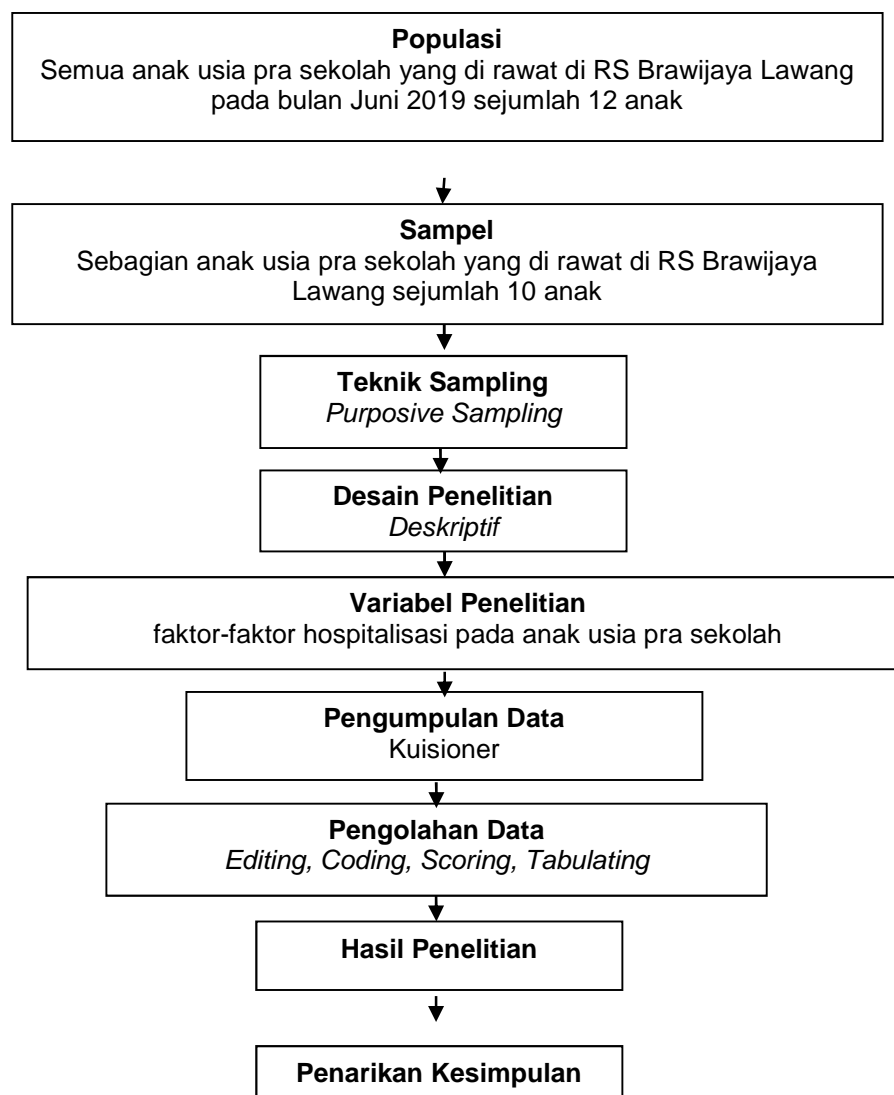 Populasi
Semua anak usia pra sekolah yang di rawat di RS Brawijaya Lawang
pada bulan Juni 2019 sejumlah 12 anak
Sampel
Sebagian anak usia pra sekolah yang di rawat di RS Brawijaya
Lawang sejumlah 10 anak
Teknik Sampling
Purposive Sampling
Desain Penelitian
Deskriptif
Variabel Penelitian
faktor-faktor hospitalisasi pada anak usia pra sekolah
Pengumpulan Data
Kuisioner
Pengolahan Data
Editing, Coding, Scoring, Tabulating
Hasil Penelitian
Penarikan Kesimpulan